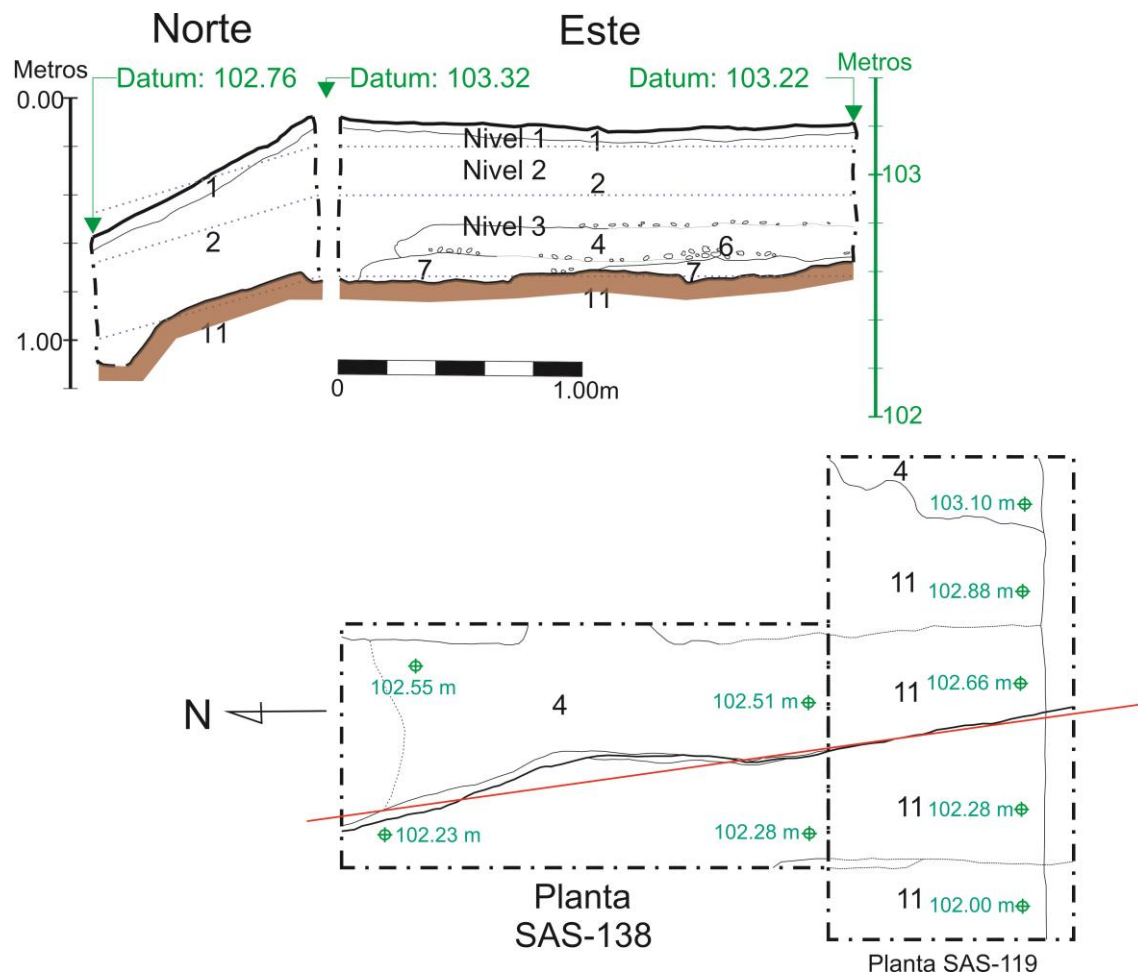 Norte
Este
Metros
Datum: 102.76
Datum: 103.32
Datum: 103.22
Metros
0.00
Nivel 1
1
103
1
Nivel 2
2
2
Nivel 3
4
6
7
7
11
11
1.00
0
1.00m
102
4
103.10 m
11
102.88 m
102.55 m
4
102.51 m
11
102.66 m
N
102.23 m
102.28 m
11
102.28 m
Planta
SAS-138
11
102.00 m
Planta SAS-119